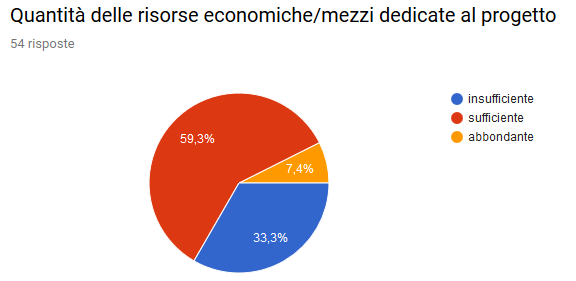 Quantità delle risorse economiche/mezzi dedicate al progetto
54 risposte
insufficiente
sufficiente
abbondante
59,3%
7,4%
33,3%